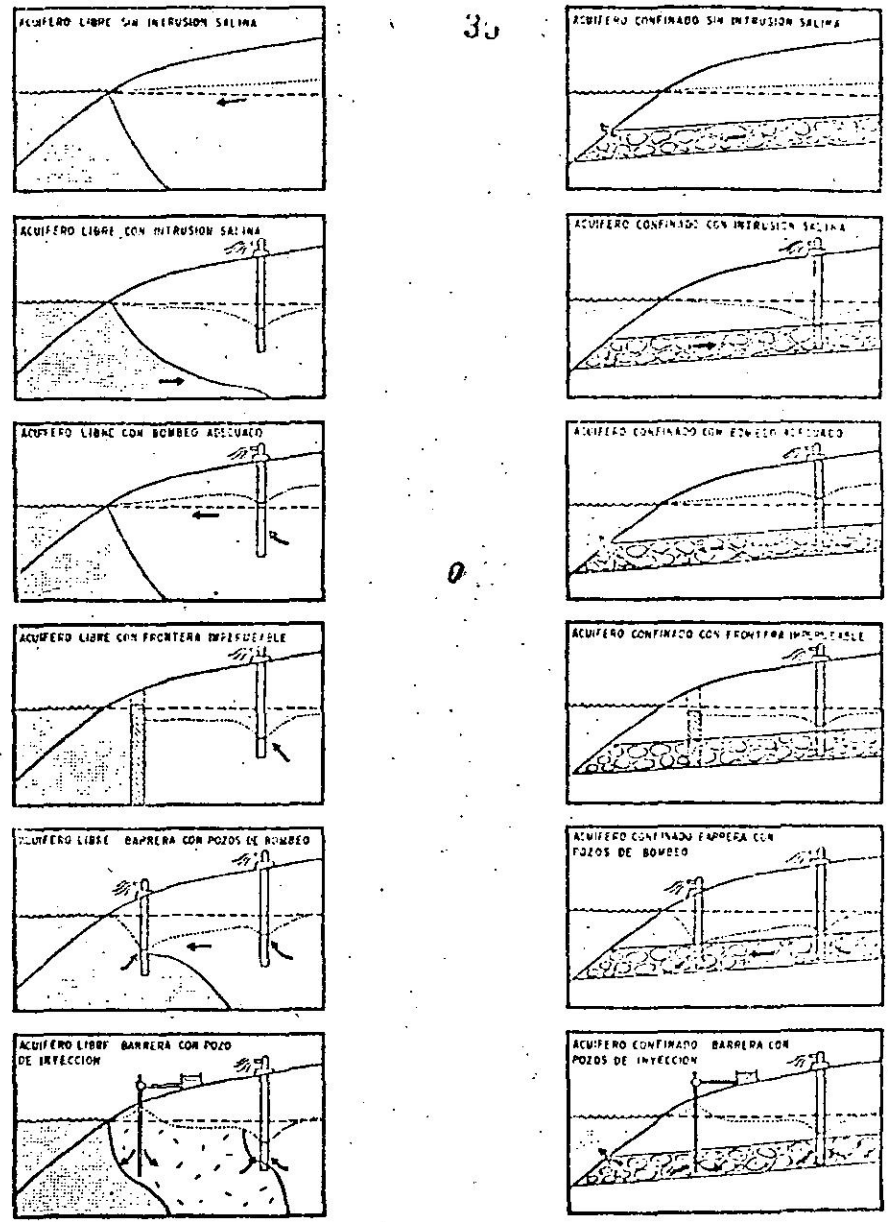 ACUIFERO LIBRE SIN INTRUSION SALINA
ACUIFERO CONFINADO SIN INTRUSION SALINA
ACUIFERO LIBRE CON INTRUSION SALINA
ACUIFERO CONFINADO CON INTRUSION SALINA
ACUIFERO LIBRE CON BOMBEO ADECUADO
ACUIFERO CONFINADO CON BOMBEO ADECUADO
ACUIFERO LIBRE CON FRONTERA IMPERMEABLE
ACUIFERO CONFINADO CON FRONTERA IMPERMEABLE
ACUIFERO LIBRE BARRERA CON POZOS DE BOMBEO
ACUIFERO CONFINADO BARRERA CON
POZOS DE BOMBEO
ACUIFERO LIBRE BARRERA CON POZO
DE INYECCION
ACUIFERO CONFINADO BARRERA CON
POZOS DE INYECCION